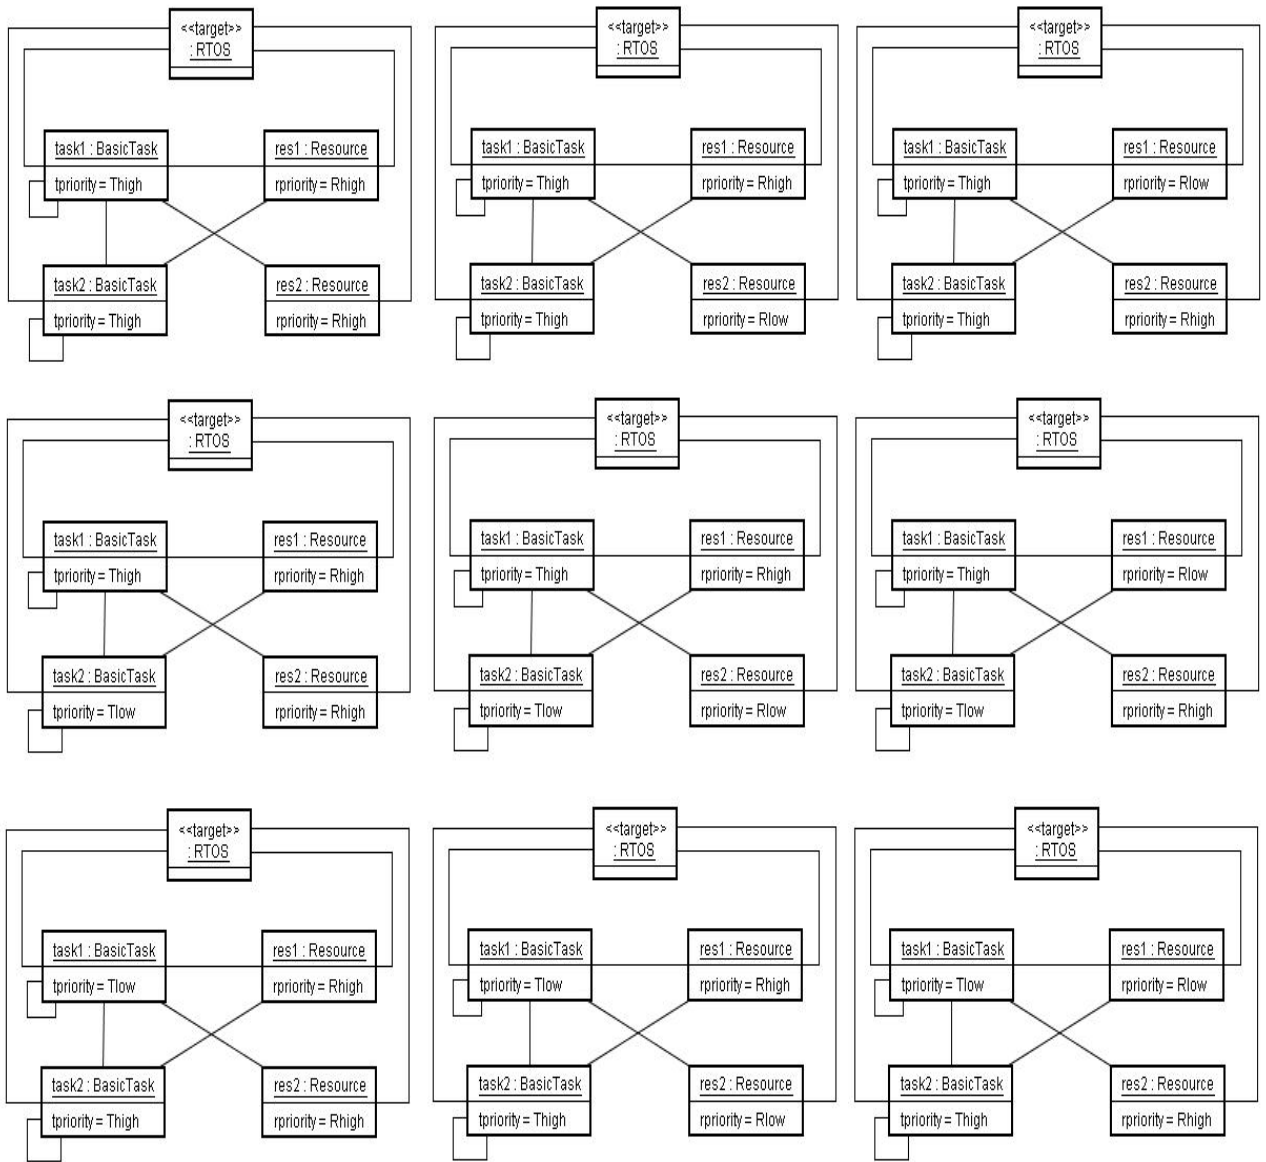 <<target>>
: RTOS
task1 : BasicTask
tpriority = Thigh
res1 : Resource
rpriority = Rhigh
task2 : BasicTask
tpriority = Thigh
res2 : Resource
rpriority = Rhigh
<<target>>
: RTOS
task1 : BasicTask
tpriority = Thigh
res1 : Resource
rpriority = Rhigh
task2 : BasicTask
tpriority = Thigh
res2 : Resource
rpriority = Rlow
<<target>>
: RTOS
task1 : BasicTask
tpriority = Thigh
res1 : Resource
rpriority = Rlow
task2 : BasicTask
tpriority = Thigh
res2 : Resource
rpriority = Rhigh
<<target>>
: RTOS
task1 : BasicTask
tpriority = Thigh
res1 : Resource
rpriority = Rhigh
task2 : BasicTask
tpriority = Tlow
res2 : Resource
rpriority = Rhigh
<<target>>
: RTOS
task1 : BasicTask
tpriority = Thigh
res1 : Resource
rpriority = Rhigh
task2 : BasicTask
tpriority = Tlow
res2 : Resource
rpriority = Rlow
<<target>>
: RTOS
task1 : BasicTask
tpriority = Thigh
res1 : Resource
rpriority = Rlow
task2 : BasicTask
tpriority = Tlow
res2 : Resource
rpriority = Rhigh
<<target>>
: RTOS
task1 : BasicTask
tpriority = Tlow
res1 : Resource
rpriority = Rhigh
task2 : BasicTask
tpriority = Thigh
res2 : Resource
rpriority = Rhigh
<<target>>
: RTOS
task1 : BasicTask
tpriority = Tlow
res1 : Resource
rpriority = Rhigh
task2 : BasicTask
tpriority = Thigh
res2 : Resource
rpriority = Rlow
<<target>>
: RTOS
task1 : BasicTask
tpriority = Tlow
res1 : Resource
rpriority = Rlow
task2 : BasicTask
tpriority = Thigh
res2 : Resource
rpriority = Rhigh